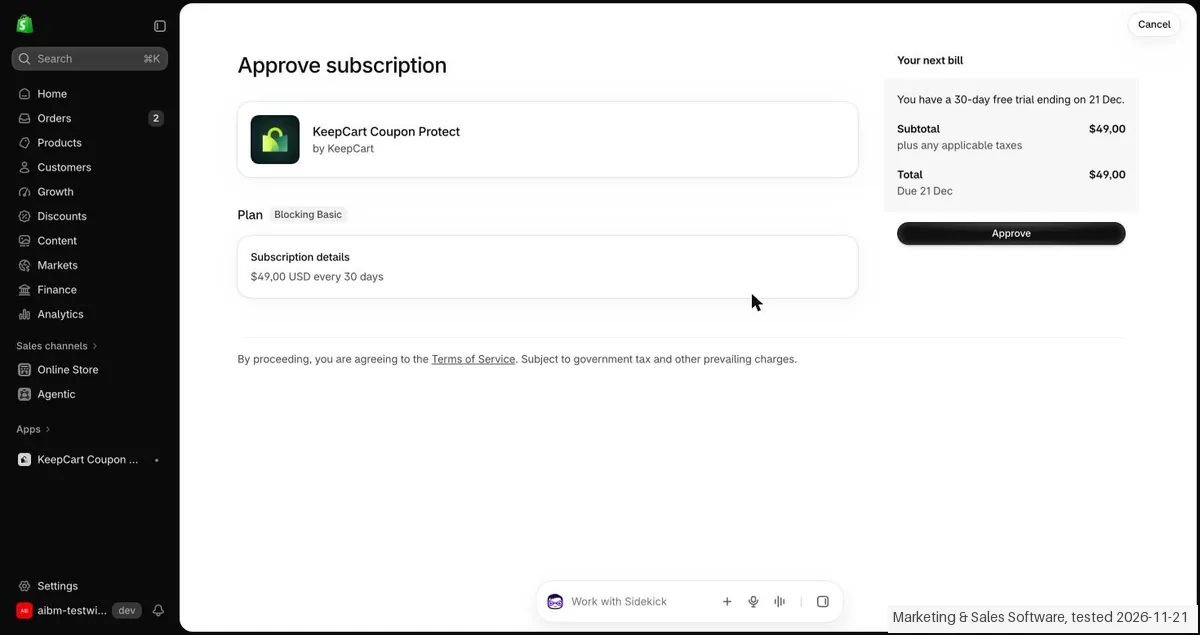 Search
⌘K
Home
Orders
2
Products
Customers
Growth
Discounts
Content
Markets
Finance
Analytics
Sales channels
Online Store
Agentic
Apps
KeepCart Coupon ...
Settings
aibm-testwi...
dev
Cancel
Approve subscription
KeepCart Coupon Protect
by KeepCart
Plan
Blocking Basic
Subscription details
$49,00 USD every 30 days
By proceeding, you are agreeing to the Terms of Service. Subject to government tax and other prevailing charges.
Your next bill
You have a 30-day free trial ending on 21 Dec.
Subtotal
$49,00
plus any applicable taxes
Total
$49,00
Due 21 Dec
Approve
Work with Sidekick
Marketing & Sales Software, tested 2026-11-21